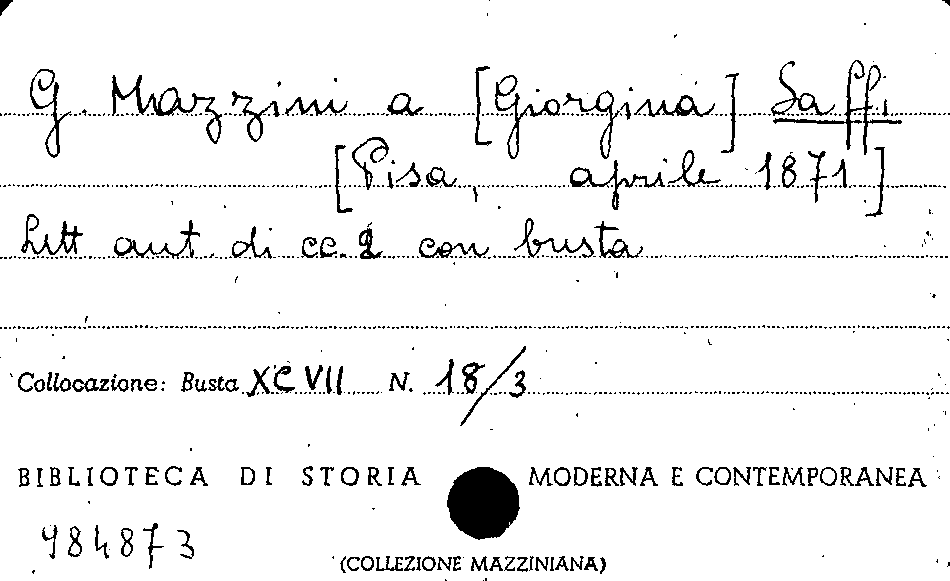 G. Mazzini a [Giorgina] Saffi
[Pisa, aprile 1871]
Lett aut. di cc. 2 con busta
Collocazione: Busta XCVII N. 18/3
BIBLIOTECA DI STORIA MODERNA E CONTEMPORANEA
984873
(COLLEZIONE MAZZINIANA)